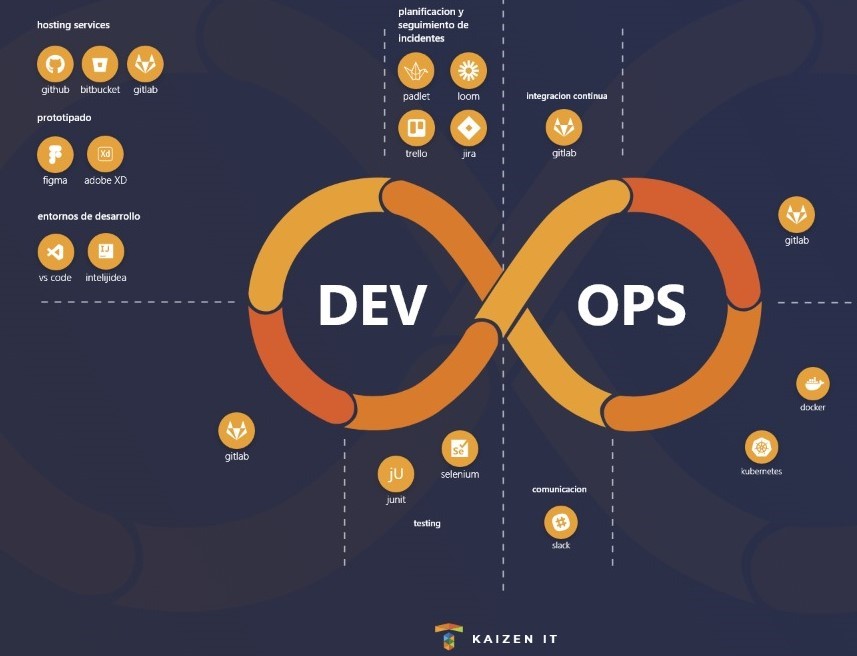 hosting services
github bitbucket gitlab
prototipado
figma adobe XD
entornos de desarrollo
vs code intelijidea
planificacion y
seguimiento de
incidentes
padlet loom
trello jira
integracion continua
gitlab
gitlab
DEV OPS
docker
kubernetes
gitlab
jU
junit
Se
selenium
testing
comunicacion
slack
Xd
IJ
KAIZEN IT